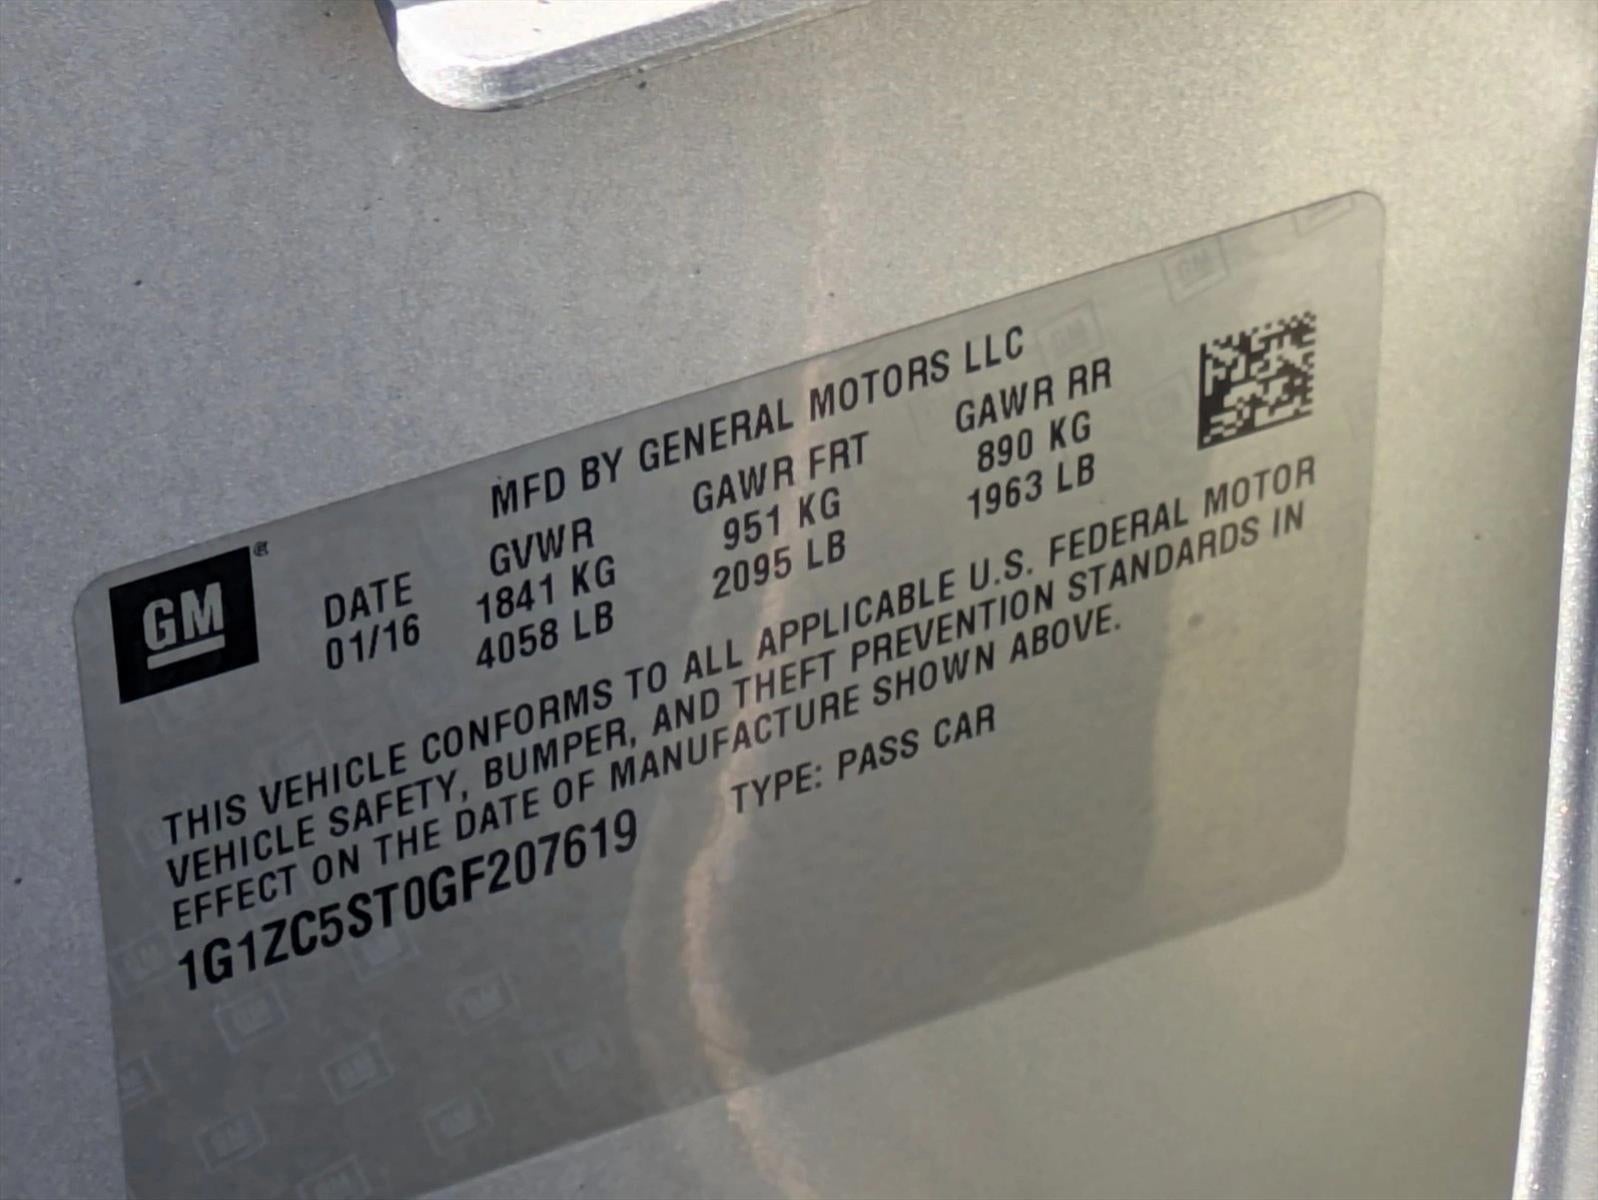 MFD BY GENERAL MOTORS LLC
GM®
DATE GVWR GAWR FRT GAWR RR
01/16 1841 KG 951 KG 890 KG
4058 LB 2095 LB 1963 LB
THIS VEHICLE CONFORMS TO ALL APPLICABLE U.S. FEDERAL MOTOR
VEHICLE SAFETY, BUMPER, AND THEFT PREVENTION STANDARDS IN
EFFECT ON THE DATE OF MANUFACTURE SHOWN ABOVE.
1G1ZC5ST0GF207619 TYPE: PASS CAR